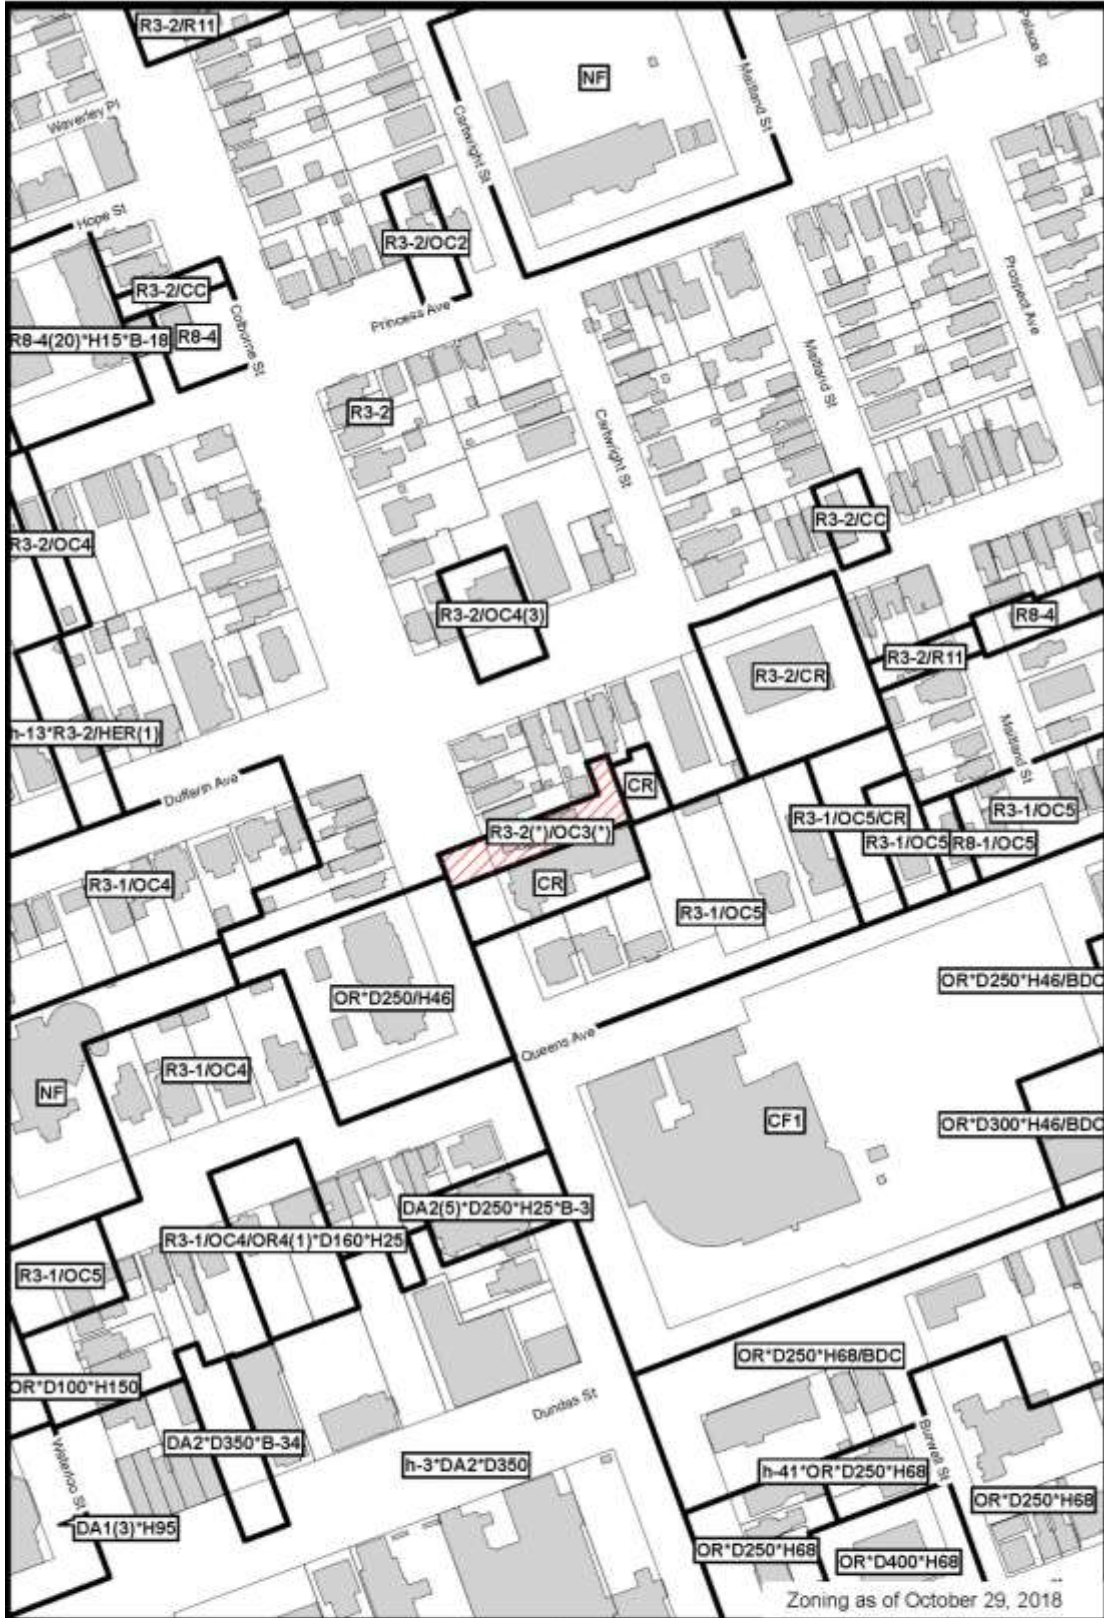 R3-2/R11
Palace St
NF
Maitland St
Waverley Pl
Cartwright St
Hope St
R3-2/OC2
R3-2/CC
Colborne St
Princess Ave
Prospect Ave
R8-4(20)*H15*B-18
R8-4
Maitland St
R3-2
Cartwright St
R3-2/CC
R3-2/OC4
R3-2/OC4(3)
R8-4
R3-2/R11
R3-2/CR
h-13*R3-2/HER(1)
Maitland St
Dufferin Ave
CR
R3-2(*)/OC3(*)
R3-1/OC5/CR
R3-1/OC5
R3-1/OC5
R8-1/OC5
R3-1/OC4
CR
R3-1/OC5
OR*D250*H46/BDC
OR*D250/H46
Queens Ave
R3-1/OC4
NF
CF1
OR*D300*H46/BDC
DA2(5)*D250*H25*B-3
R3-1/OC4/OR4(1)*D160*H25
R3-1/OC5
OR*D250*H68/BDC
OR*D100*H150
Dundas St
DA2*D350*B-34
Burwell St
h-3*DA2*D350
h-41*OR*D250*H68
Waterloo St
OR*D250*H68
DA1(3)*H95
OR*D250*H68
OR*D400*H68
Zoning as of October 29, 2018